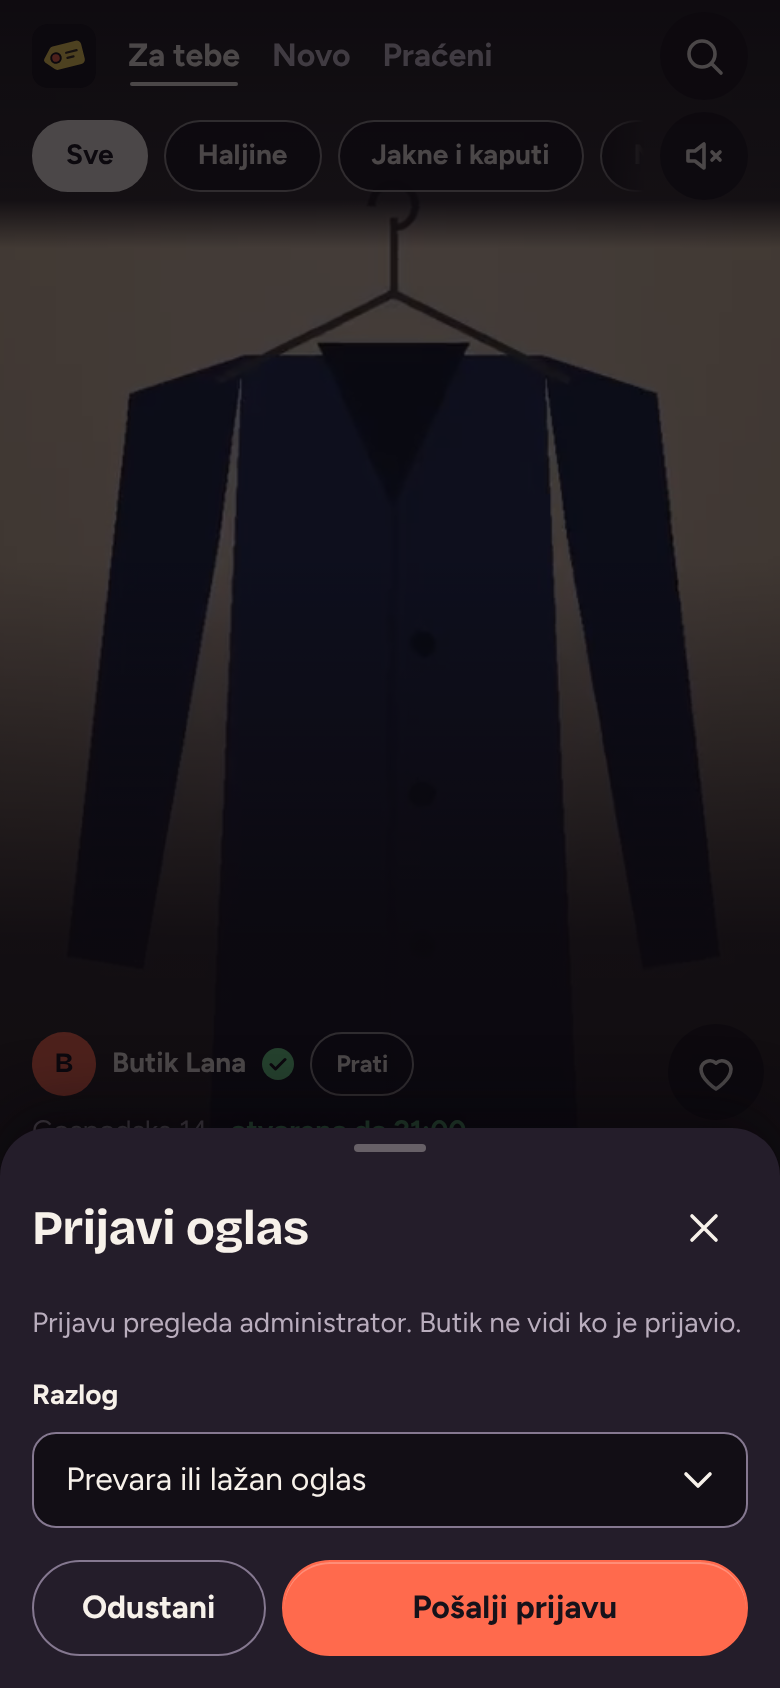 Za tebe Novo Praćeni
Sve Haljine Jakne i kaputi
B Butik Lana Prati
Prijavi oglas
Prijavu pregleda administrator. Butik ne vidi ko je prijavio.
Razlog
Prevara ili lažan oglas
Odustani Pošalji prijavu